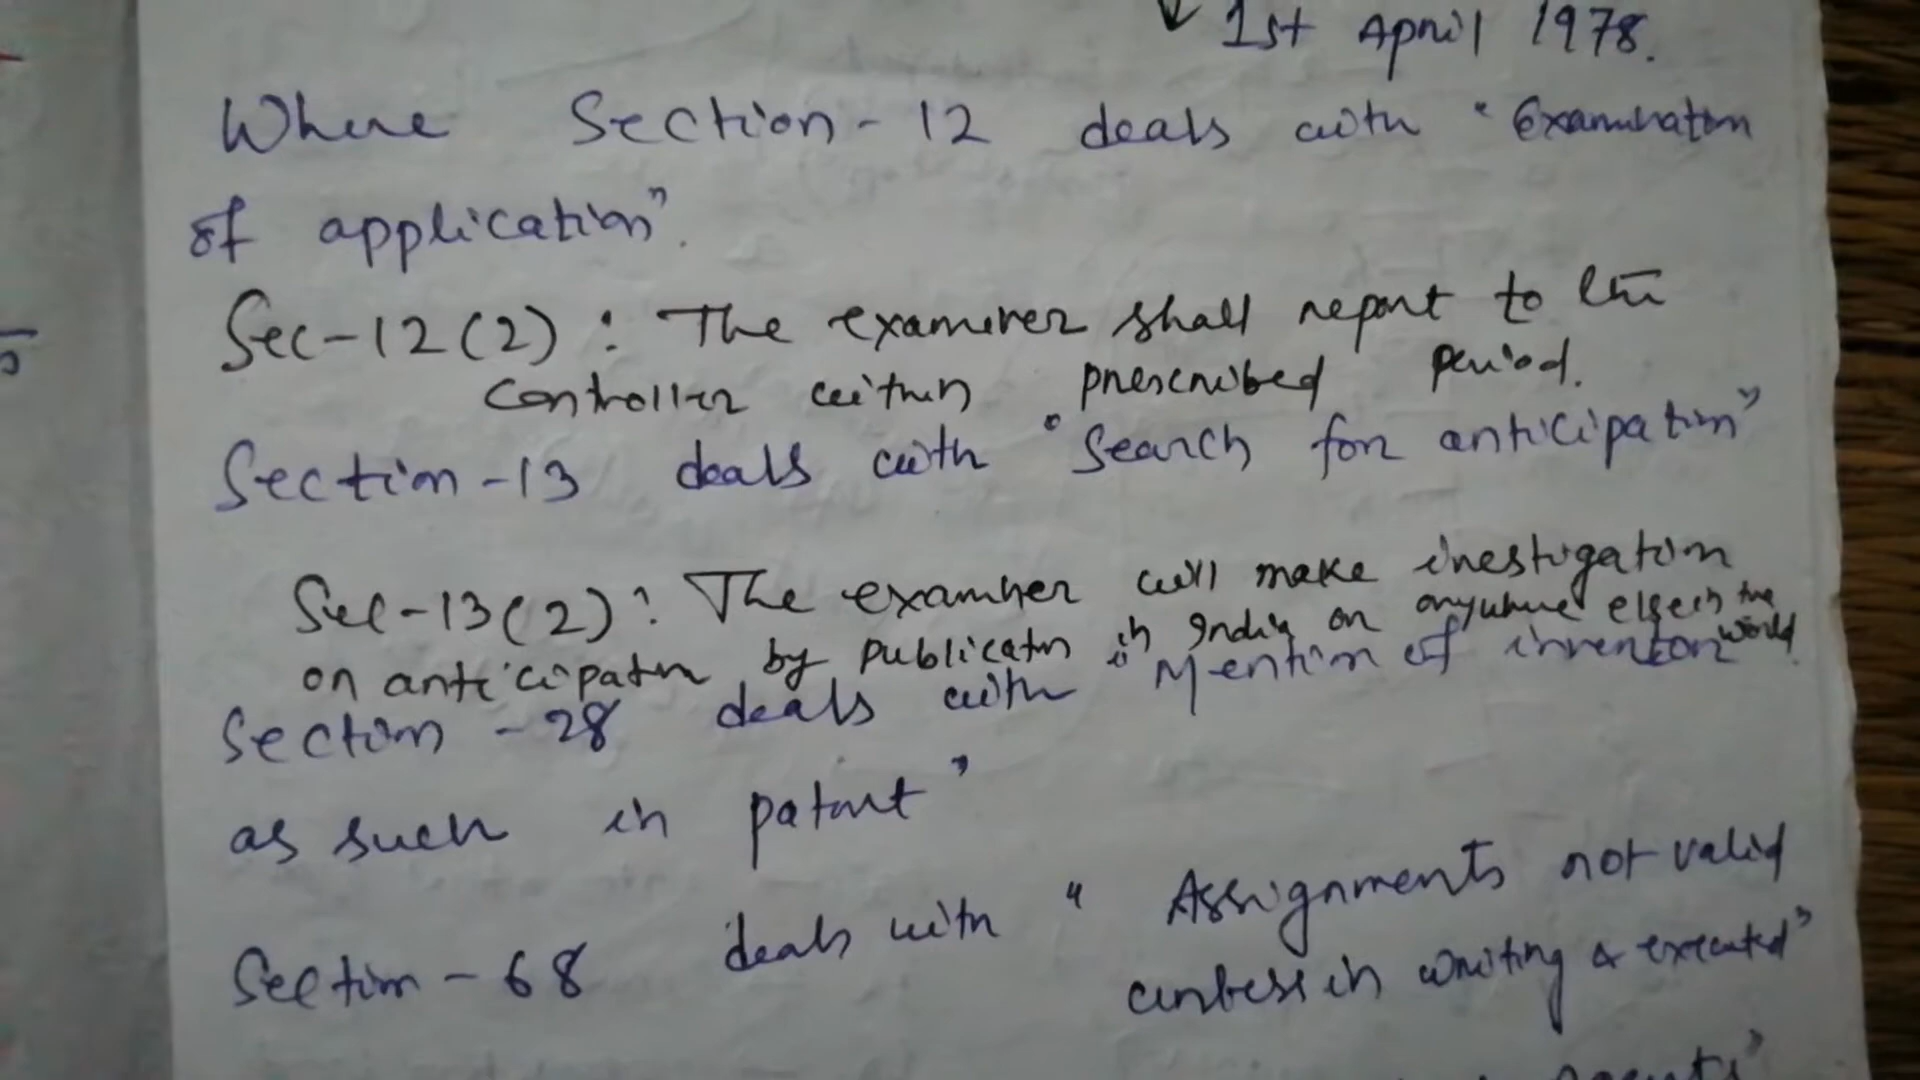 1st April 1978.
Where Section-12 deals with "Examination
of application".
Sec-12(2): The examiner shall report to the
controller within prescribed period.
Section-13 deals with "Search for anticipation"
Sec-13(2): The examiner will make inestigation
on anticipation by publication in India or anywhere else in the world.
Section-28 deals with "Mention of inventor
as such in patent"
Section-68 deals with "Assignments not valid
unless in writing & executed"
Agents"